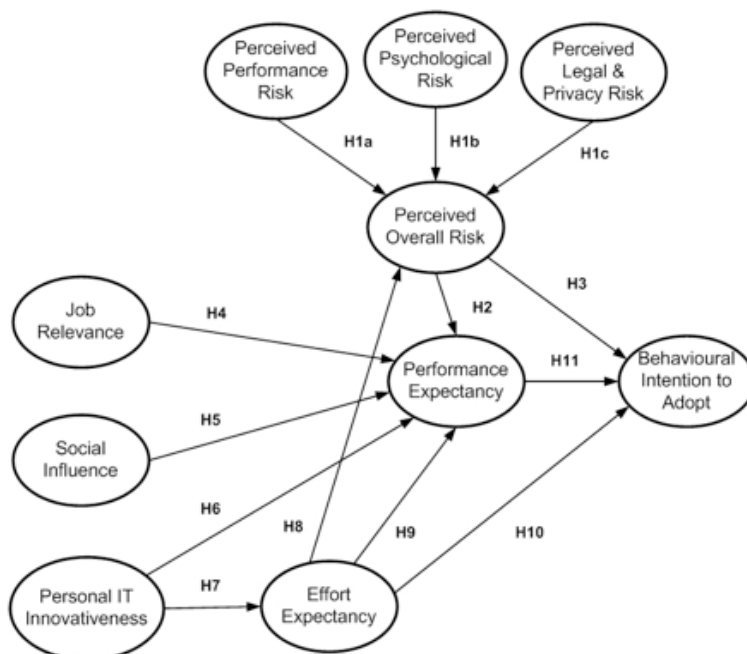 Perceived
Performance
Risk
Perceived
Psychological
Risk
Perceived
Legal &
Privacy Risk
H1a
H1b
H1c
Perceived
Overall Risk
H2
H3
Job
Relevance
H4
Performance
Expectancy
H11
Behavioural
Intention to
Adopt
Social
Influence
H5
H6
H8
H9
H10
Personal IT
Innovativeness
H7
Effort
Expectancy